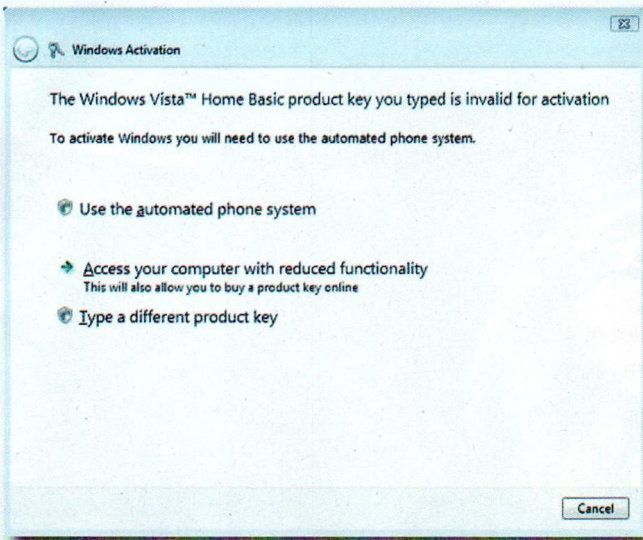 Windows Activation
The Windows Vista™ Home Basic product key you typed is invalid for activation
To activate Windows you will need to use the automated phone system.
Use the automated phone system
Access your computer with reduced functionality
This will also allow you to buy a product key online
Type a different product key
Cancel